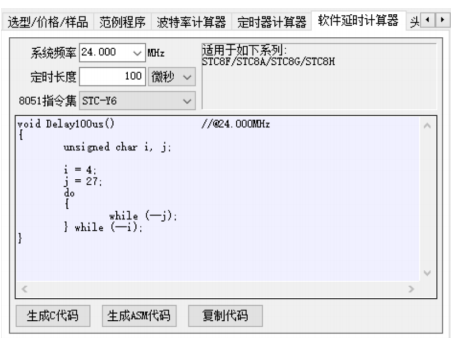 选型/价格/样品 范例程序 波特率计算器 定时器计算器 软件延时计算器 头
系统频率 24.000 MHz
定时长度 100 微秒
8051指令集 STC-Y6
适用于如下系列:
STC8F/STC8A/STC8G/STC8H
void Delay100us() //@24.000MHz
{
unsigned char i, j;
i = 4;
j = 27;
do
{
while (--j);
} while (--i);
}
生成C代码 生成ASM代码 复制代码